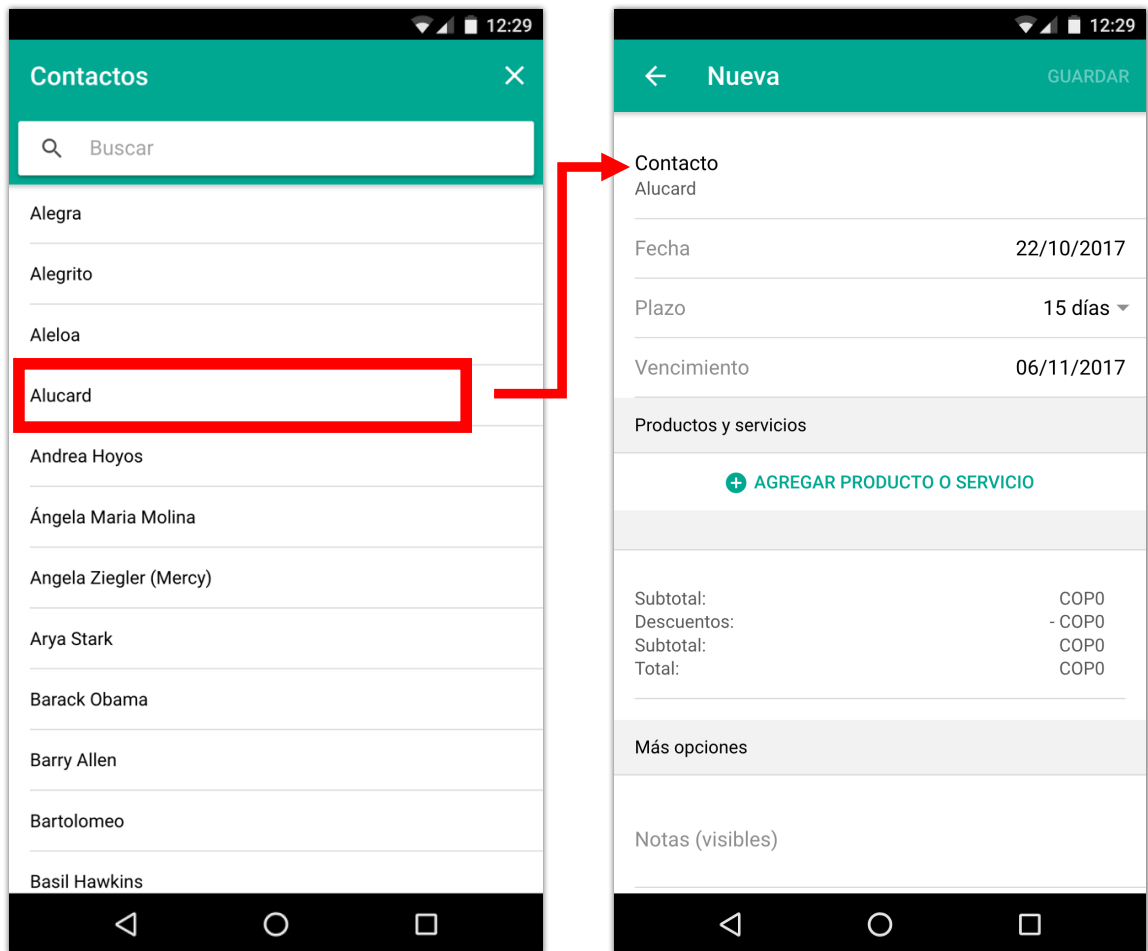 12:29
Contactos
Buscar
Alegra
Alegrito
Aleloa
Alucard
Andrea Hoyos
Ángela Maria Molina
Angela Ziegler (Mercy)
Arya Stark
Barack Obama
Barry Allen
Bartolomeo
Basil Hawkins
12:29
Nueva GUARDAR
Contacto
Alucard
Fecha 22/10/2017
Plazo 15 días
Vencimiento 06/11/2017
Productos y servicios
AGREGAR PRODUCTO O SERVICIO
Subtotal: COP0
Descuentos: - COP0
Subtotal: COP0
Total: COP0
Más opciones
Notas (visibles)